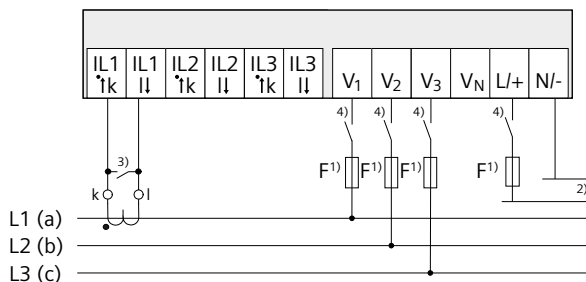 IL1 IL1 IL2 IL2 IL3 IL3
↑k l↓ ↑k l↓ ↑k l↓ V1 V2 V3 VN L/+ N/-
4) 4) 4) 4)
3)
F1) F1) F1) F1)
k l 2)
L1 (a)
L2 (b)
L3 (c)